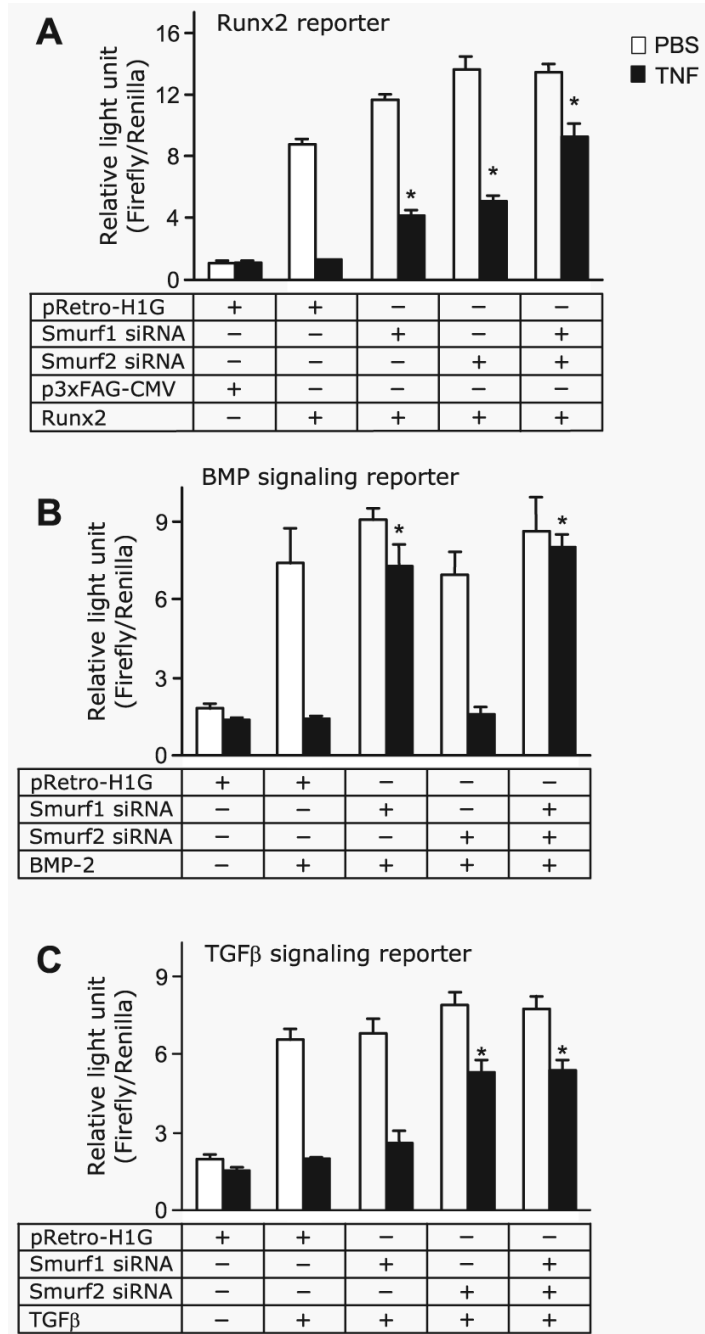 A
Runx2 reporter
PBS
TNF
Relative light unit
(Firefly/Renilla)
16
12
8
4
0
* * *
pRetro-H1G + + − − −
Smurf1 siRNA − − + − +
Smurf2 siRNA − − − + +
p3xFAG-CMV + − − − −
Runx2 − + + + +
B
BMP signaling reporter
Relative light unit
(Firefly/Renilla)
9
6
3
0
* *
pRetro-H1G + + − − −
Smurf1 siRNA − − + − +
Smurf2 siRNA − − − + +
BMP-2 − + + + +
C
TGFβ signaling reporter
Relative light unit
(Firefly/Renilla)
9
6
3
0
* *
pRetro-H1G + + − − −
Smurf1 siRNA − − + − +
Smurf2 siRNA − − − + +
TGFβ − + + + +